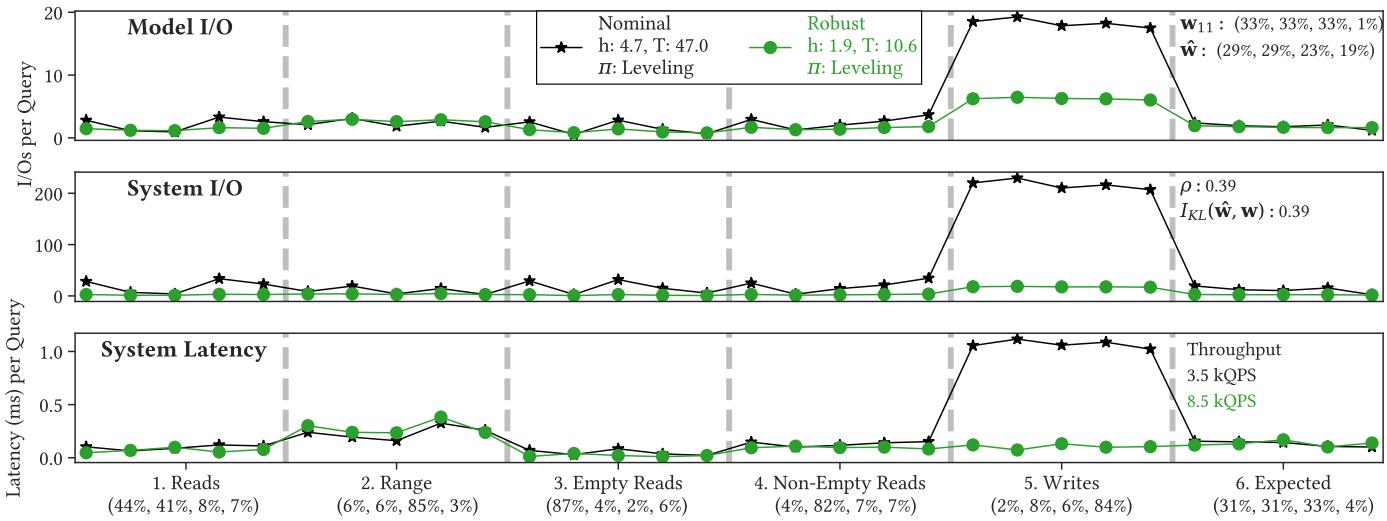 Model I/O
Nominal
h: 4.7, T: 47.0
π: Leveling
Robust
h: 1.9, T: 10.6
π: Leveling
w₁₁ : (33%, 33%, 33%, 1%)
ŵ : (29%, 29%, 23%, 19%)
20
10
0
I/Os per Query
System I/O
ρ : 0.39
I_KL(ŵ, w) : 0.39
200
100
0
System Latency
Throughput
3.5 kQPS
8.5 kQPS
1.0
0.5
0.0
Latency (ms) per Query
1. Reads
(44%, 41%, 8%, 7%)
2. Range
(6%, 6%, 85%, 3%)
3. Empty Reads
(87%, 4%, 2%, 6%)
4. Non-Empty Reads
(4%, 82%, 7%, 7%)
5. Writes
(2%, 8%, 6%, 84%)
6. Expected
(31%, 31%, 33%, 4%)